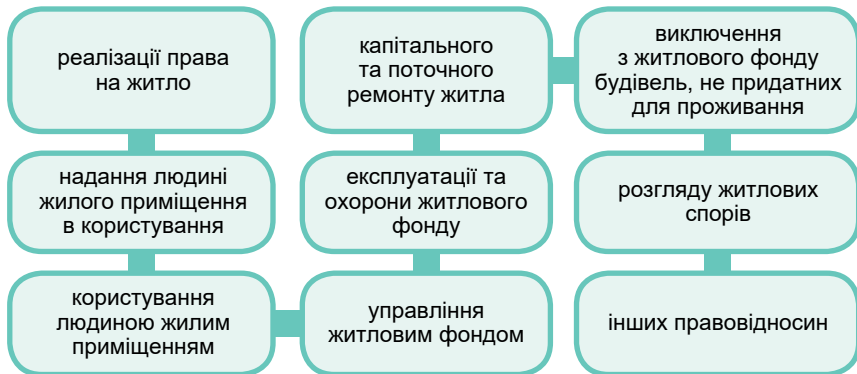 реалізації права
на житло
надання людині
жилого приміщення
в користування
користування
людиною жилим
приміщенням
управління
житловим фондом
експлуатації та
охорони житлового
фонду
капітального
та поточного
ремонту житла
виключення
з житлового фонду
будівель, не придатних
для проживання
розгляду житлових
спорів
інших правовідносин